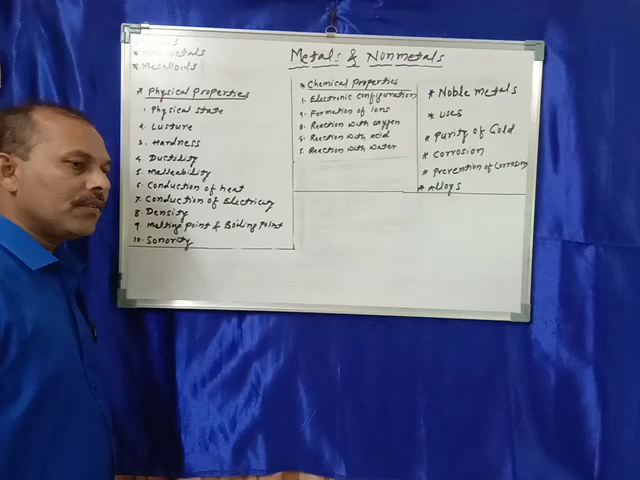 * Metalloids
Metals & Nonmetals
* Physical Properties
1. Physical state
2. Lusture
3. Hardness
4. Ductility
5. Malleability
6. Conduction of heat
7. Conduction of Electricity
8. Density
9. Melting point & Boiling point
10. Sonority
* Chemical Properties
1. Electronic configuration
2. Formation of ions
3. Reaction with oxygen
4. Reaction with acid
5. Reaction with water
* Noble metals
* uses
* Purity of Gold
* Corrosion
* Prevention of Corrosion
* Alloys